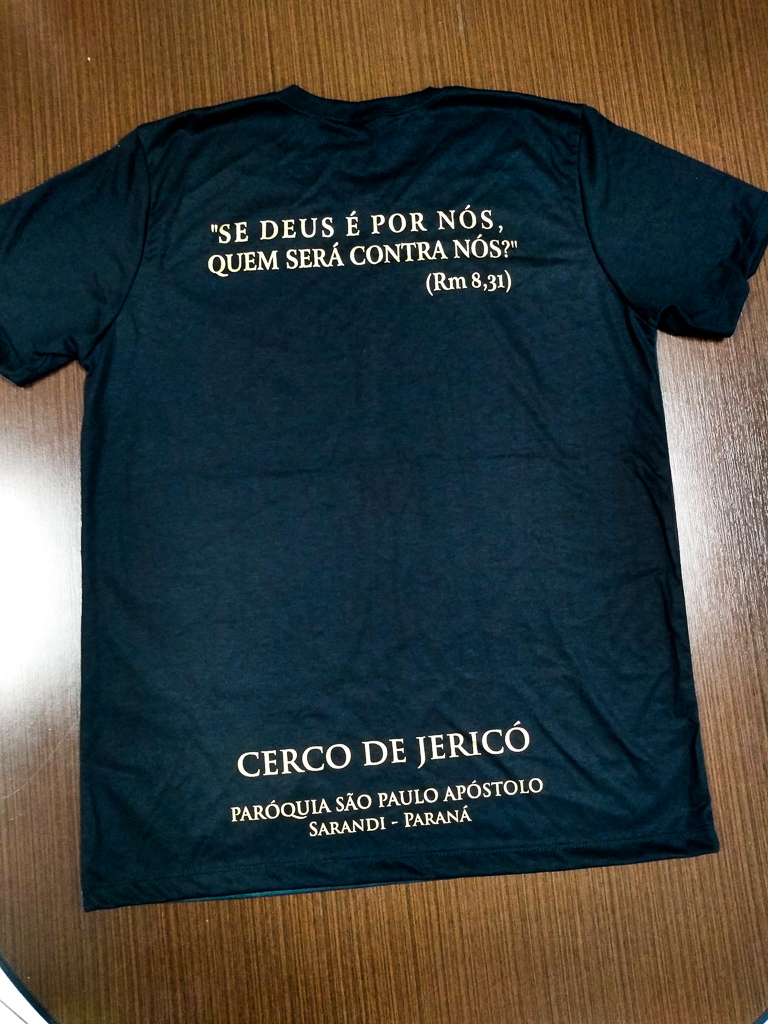 "SE DEUS É POR NÓS,
QUEM SERÁ CONTRA NÓS?"
(Rm 8,31)
CERCO DE JERICÓ
PARÓQUIA SÃO PAULO APÓSTOLO
SARANDI - PARANÁ